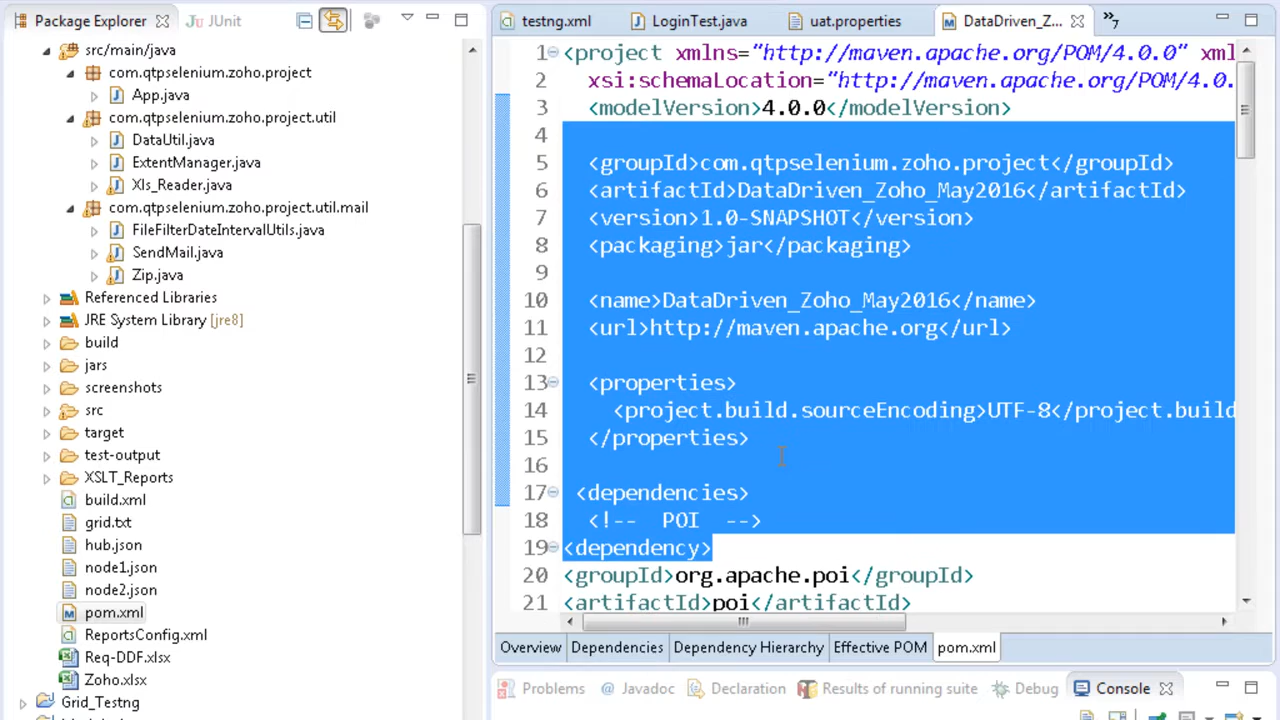 Package Explorer
JUnit
src/main/java
com.qtpselenium.zoho.project
App.java
com.qtpselenium.zoho.project.util
DataUtil.java
ExtentManager.java
Xls_Reader.java
com.qtpselenium.zoho.project.util.mail
FileFilterDateIntervalUtils.java
SendMail.java
Zip.java
Referenced Libraries
JRE System Library [jre8]
build
jars
screenshots
src
target
test-output
XSLT_Reports
build.xml
grid.txt
hub.json
node1.json
node2.json
pom.xml
ReportsConfig.xml
Req-DDF.xlsx
Zoho.xlsx
Grid_Testng
testng.xml
LoginTest.java
uat.properties
DataDriven_Z...
»7
1 <project xmlns="http://maven.apache.org/POM/4.0.0" xml
2 xsi:schemaLocation="http://maven.apache.org/POM/4.0.
3 <modelVersion>4.0.0</modelVersion>
4
5 <groupId>com.qtpselenium.zoho.project</groupId>
6 <artifactId>DataDriven_Zoho_May2016</artifactId>
7 <version>1.0-SNAPSHOT</version>
8 <packaging>jar</packaging>
9
10 <name>DataDriven_Zoho_May2016</name>
11 <url>http://maven.apache.org</url>
12
13 <properties>
14 <project.build.sourceEncoding>UTF-8</project.build
15 </properties>
16
17 <dependencies>
18 <!-- POI -->
19 <dependency>
20 <groupId>org.apache.poi</groupId>
21 <artifactId>poi</artifactId>
Overview
Dependencies
Dependency Hierarchy
Effective POM
pom.xml
Problems
@ Javadoc
Declaration
Results of running suite
Debug
Console